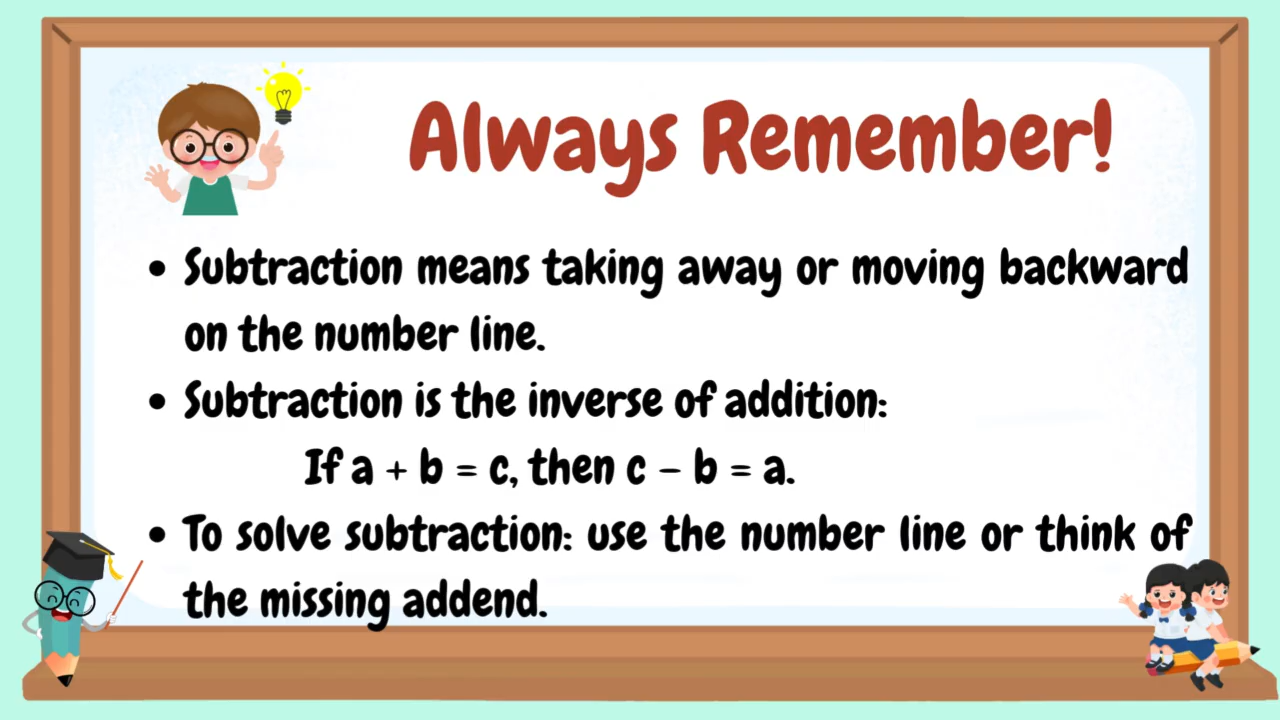 Always Remember!
• Subtraction means taking away or moving backward
on the number line.
• Subtraction is the inverse of addition:
If a + b = c, then c – b = a.
• To solve subtraction: use the number line or think of
the missing addend.